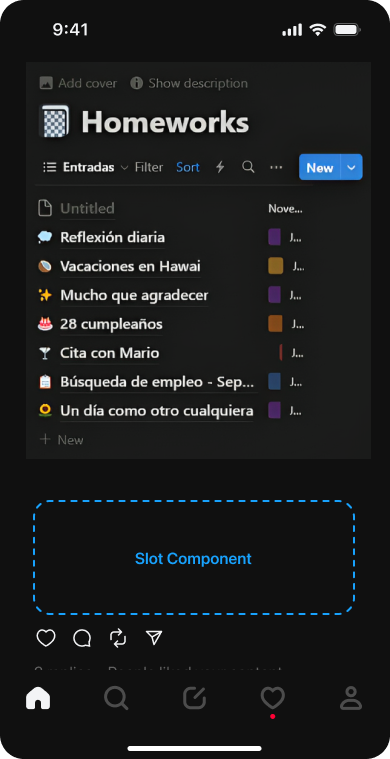 9:41
Add cover Show description
Homeworks
Entradas Filter Sort New
Untitled Nove...
Reflexión diaria J...
Vacaciones en Hawai J...
Mucho que agradecer J...
28 cumpleaños J...
Cita con Mario J...
Búsqueda de empleo - Sep... J...
Un día como otro cualquiera J...
+ New
Slot Component